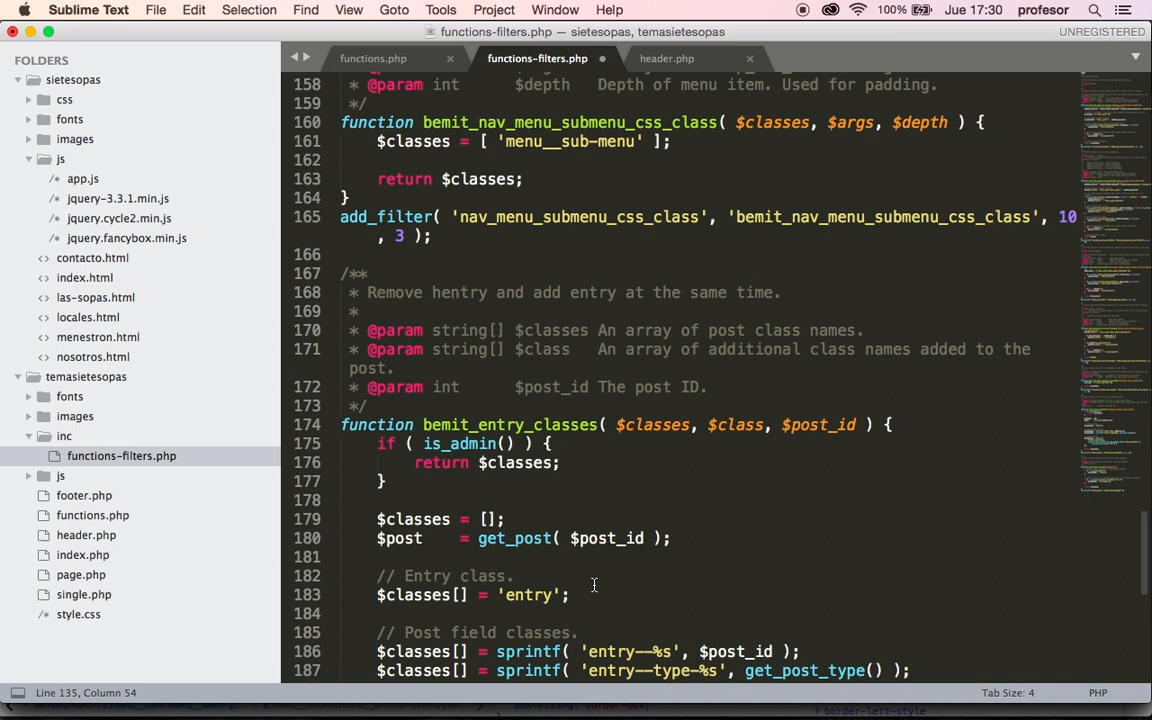 Sublime Text File Edit Selection Find View Goto Tools Project Window Help 100% Jue 17:30 profesor
functions-filters.php — sietesopas, temasietesopas UNREGISTERED
FOLDERS
sietesopas
css
fonts
images
js
app.js
jquery-3.3.1.min.js
jquery.cycle2.min.js
jquery.fancybox.min.js
contacto.html
index.html
las-sopas.html
locales.html
menestron.html
nosotros.html
temasietesopas
fonts
images
inc
functions-filters.php
js
footer.php
functions.php
header.php
index.php
page.php
single.php
style.css
functions.php functions-filters.php header.php
158 * @param int $depth Depth of menu item. Used for padding.
159 */
160 function bemit_nav_menu_submenu_css_class( $classes, $args, $depth ) {
161 $classes = [ 'menu__sub-menu' ];
162
163 return $classes;
164 }
165 add_filter( 'nav_menu_submenu_css_class', 'bemit_nav_menu_submenu_css_class', 10
, 3 );
166
167 /**
168 * Remove hentry and add entry at the same time.
169 *
170 * @param string[] $classes An array of post class names.
171 * @param string[] $class An array of additional class names added to the
post.
172 * @param int $post_id The post ID.
173 */
174 function bemit_entry_classes( $classes, $class, $post_id ) {
175 if ( is_admin() ) {
176 return $classes;
177 }
178
179 $classes = [];
180 $post = get_post( $post_id );
181
182 // Entry class.
183 $classes[] = 'entry';
184
185 // Post field classes.
186 $classes[] = sprintf( 'entry--%s', $post_id );
187 $classes[] = sprintf( 'entry--type-%s', get_post_type() );
Line 135, Column 54 Tab Size: 4 PHP
border-left-style